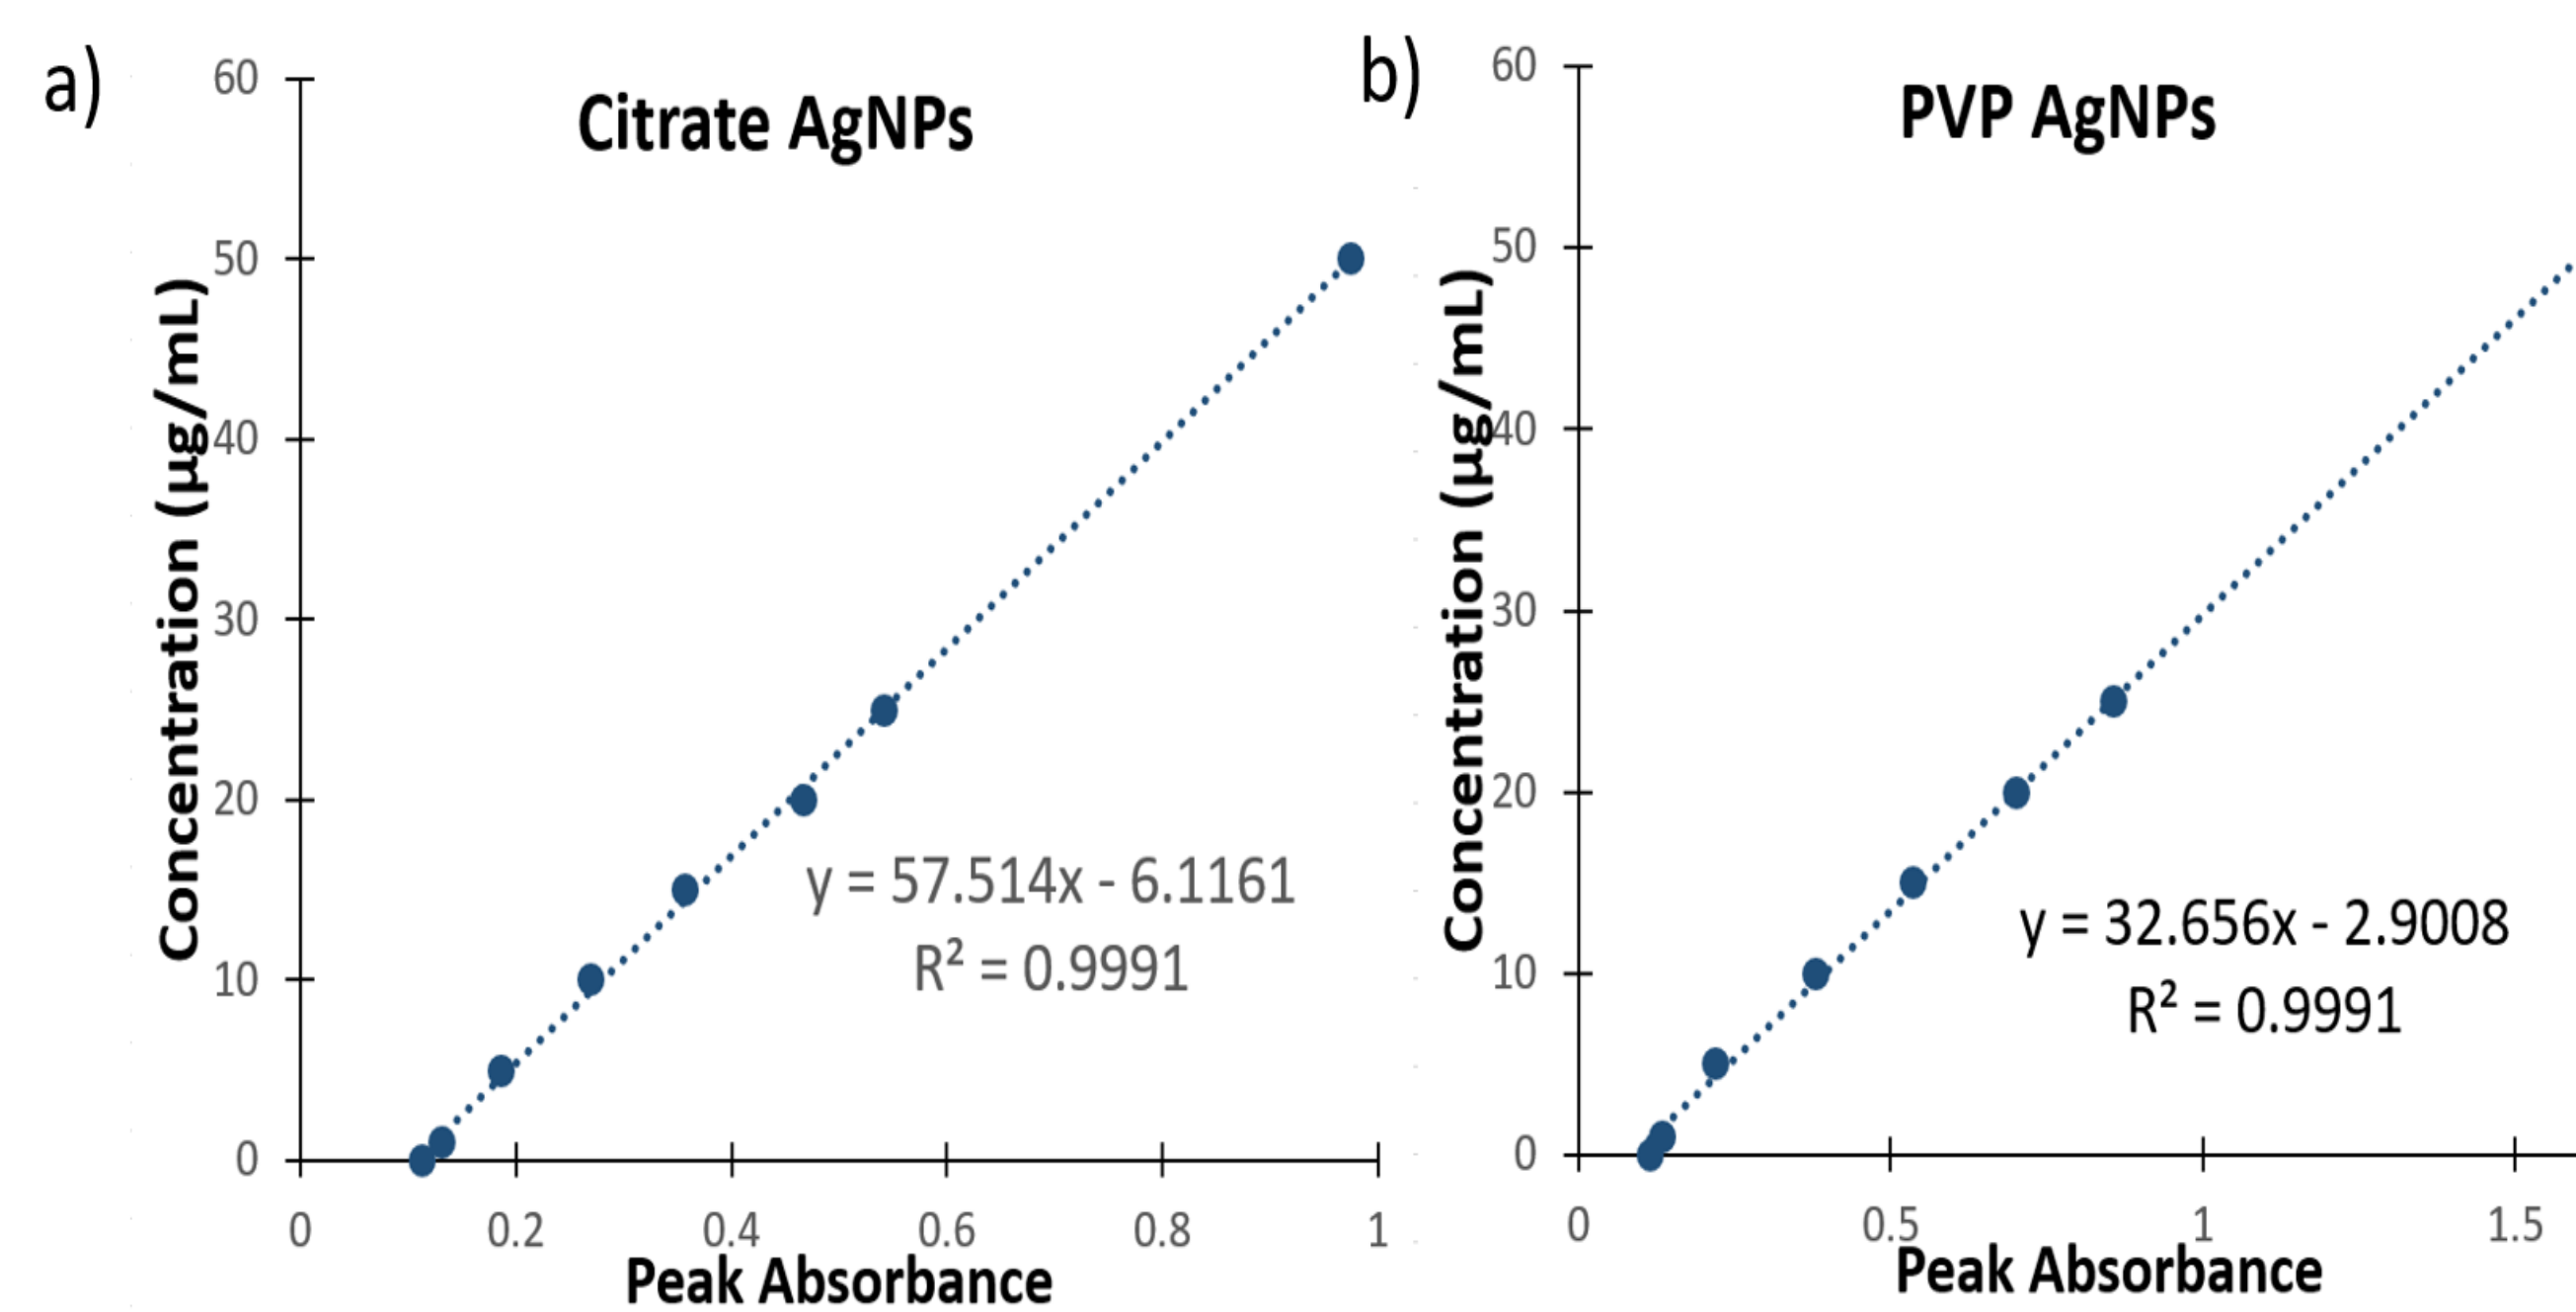 a)
Citrate AgNPs
Concentration (µg/mL)
60
50
40
30
20
10
0
y = 57.514x - 6.1161
R² = 0.9991
0 0.2 0.4 0.6 0.8 1
Peak Absorbance
b)
PVP AgNPs
Concentration (µg/mL)
60
50
40
30
20
10
0
y = 32.656x - 2.9008
R² = 0.9991
0 0.5 1 1.5
Peak Absorbance